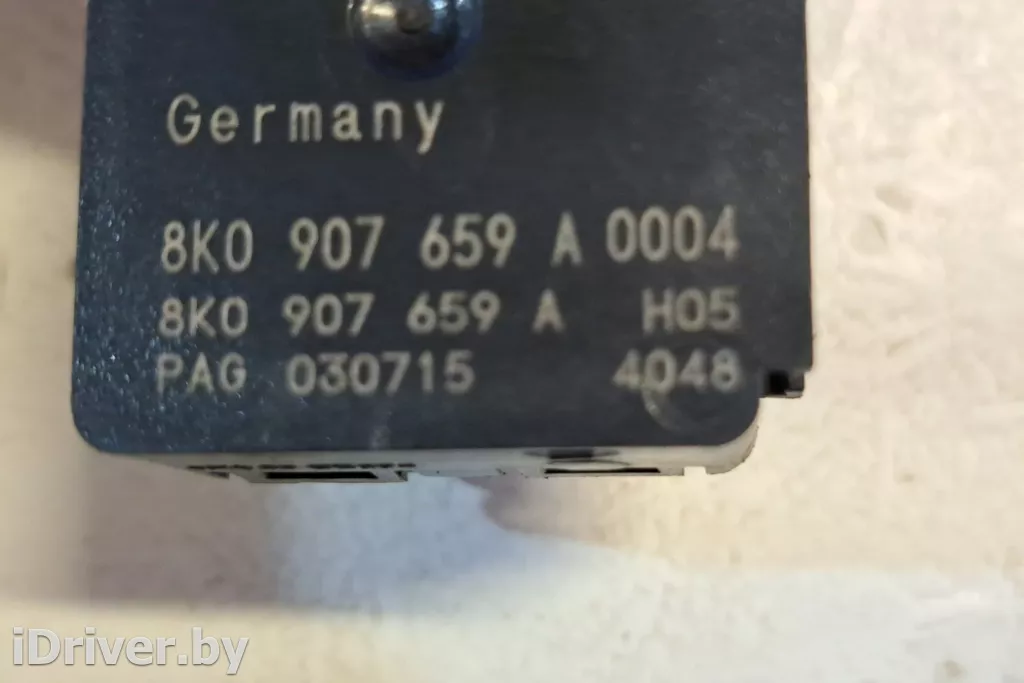 Germany
8K0 907 659 A 0004
8K0 907 659 A H05
PAG 030715 4048
iDriver.by